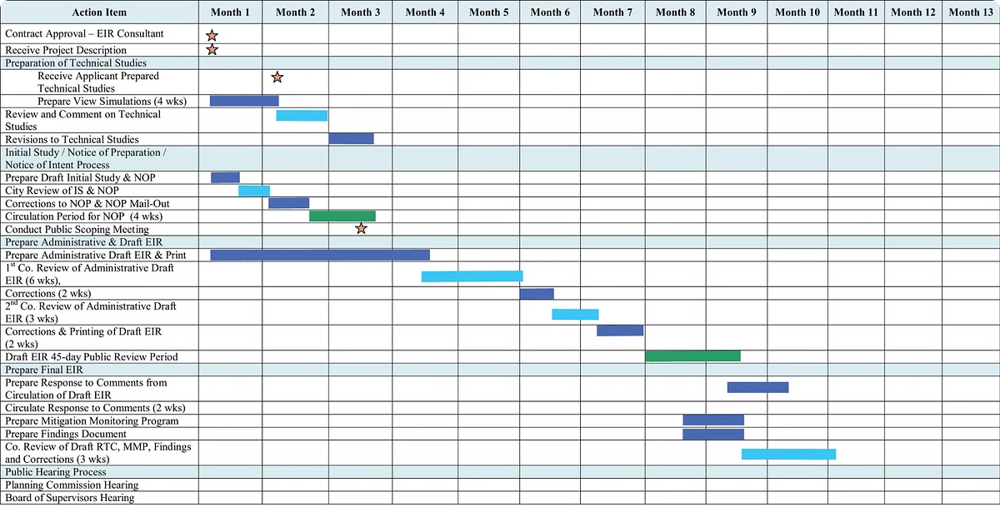 Action Item Month 1 Month 2 Month 3 Month 4 Month 5 Month 6 Month 7 Month 8 Month 9 Month 10 Month 11 Month 12 Month 13
Contract Approval – EIR Consultant
Receive Project Description
Preparation of Technical Studies
Receive Applicant Prepared
Technical Studies
Prepare View Simulations (4 wks)
Review and Comment on Technical
Studies
Revisions to Technical Studies
Initial Study / Notice of Preparation /
Notice of Intent Process
Prepare Draft Initial Study & NOP
City Review of IS & NOP
Corrections to NOP & NOP Mail-Out
Circulation Period for NOP (4 wks)
Conduct Public Scoping Meeting
Prepare Administrative & Draft EIR
Prepare Administrative Draft EIR & Print
1st Co. Review of Administrative Draft
EIR (6 wks),
Corrections (2 wks)
2nd Co. Review of Administrative Draft
EIR (3 wks)
Corrections & Printing of Draft EIR
(2 wks)
Draft EIR 45-day Public Review Period
Prepare Final EIR
Prepare Response to Comments from
Circulation of Draft EIR
Circulate Response to Comments (2 wks)
Prepare Mitigation Monitoring Program
Prepare Findings Document
Co. Review of Draft RTC, MMP, Findings
and Corrections (3 wks)
Public Hearing Process
Planning Commission Hearing
Board of Supervisors Hearing